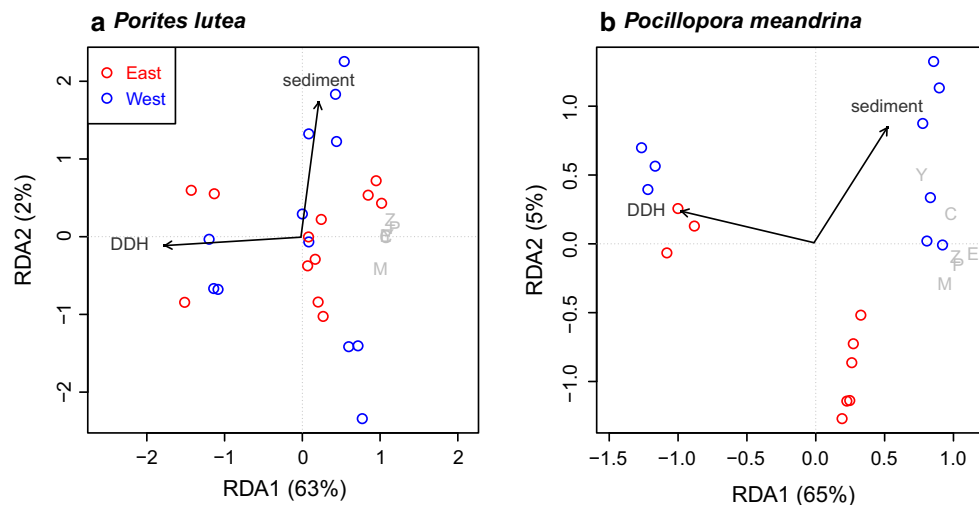 a Porites lutea
East
West
sediment
DDH
Z
M
RDA2 (2%)
2
1
0
−1
−2
−2
−1
0
1
2
RDA1 (63%)
b Pocillopora meandrina
sediment
Y
DDH
C
E
Z
P
M
RDA2 (5%)
1.0
0.5
0.0
−0.5
−1.0
−1.5
−1.0
−0.5
0.0
0.5
1.0
RDA1 (65%)